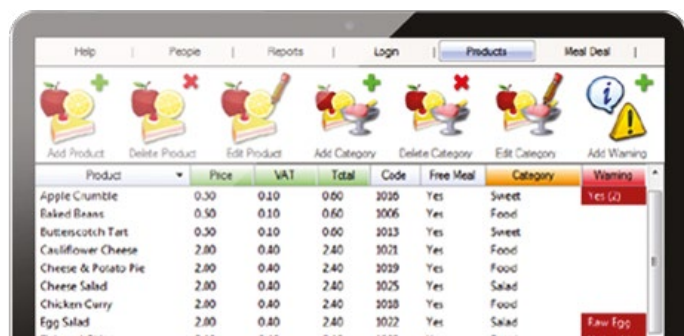 Help | People | Reports | Login | Products Meal Deal |
Add Product Delete Product Edit Product Add Category Delete Category Edit Category Add Warning
Product Price VAT Total Code Free Meal Category Warning
Apple Crumble 0.50 0.10 0.60 1016 Yes Sweet Yes (2)
Baked Beans 0.50 0.10 0.60 1006 Yes Food
Butterscotch Tart 0.50 0.10 0.60 1013 Yes Sweet
Cauliflower Cheese 2.00 0.40 2.40 1021 Yes Food
Cheese & Potato Pie 2.00 0.40 2.40 1019 Yes Food
Cheese Salad 2.00 0.40 2.40 1025 Yes Salad
Chicken Curry 2.00 0.40 2.40 1018 Yes Food
Egg Salad 2.00 0.40 2.40 1022 Yes Salad Raw Egg